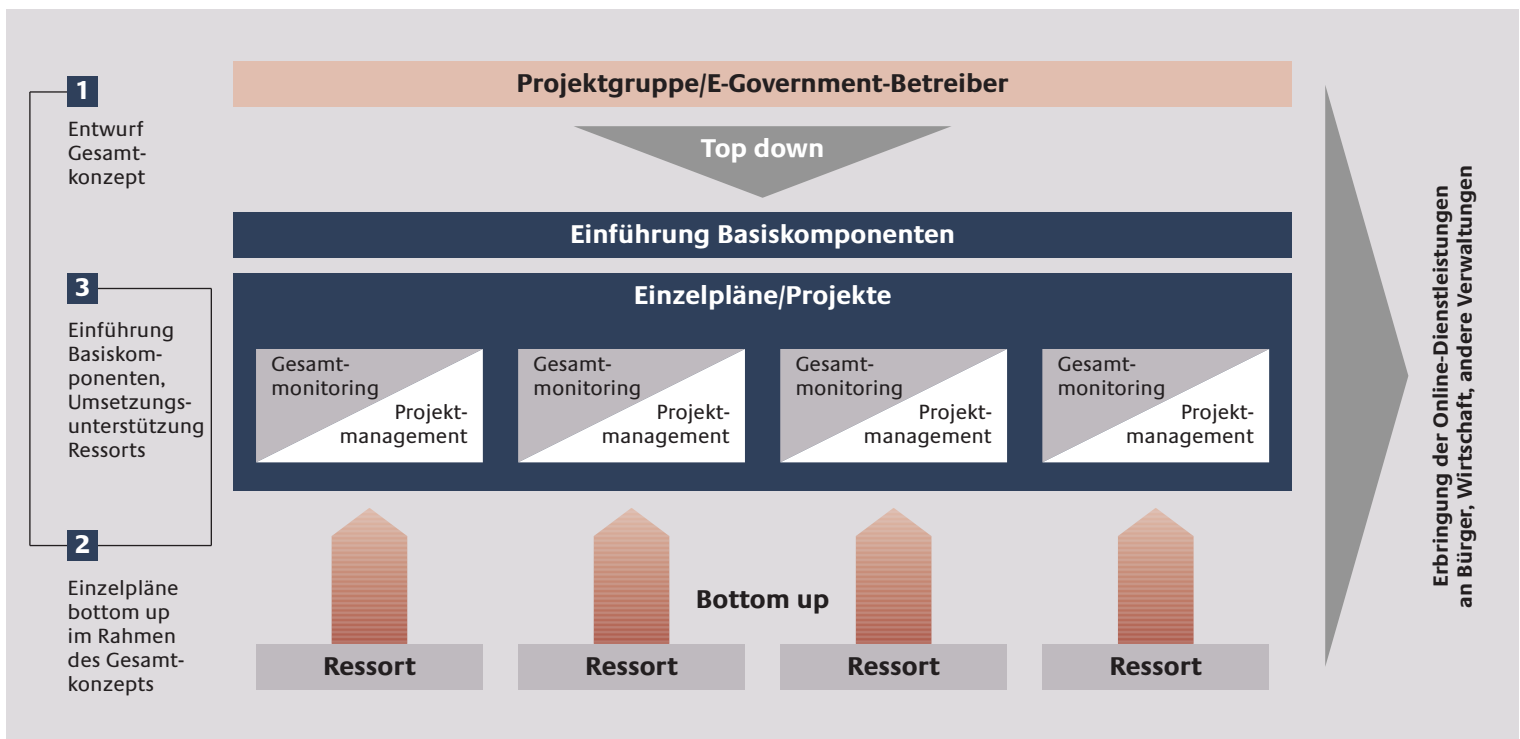 1
Entwurf
Gesamt-
konzept
Projektgruppe/E-Government-Betreiber
Top down
Einführung Basiskomponenten
3
Einführung
Basiskom-
ponenten,
Umsetzungs-
unterstützung
Ressorts
Einzelpläne/Projekte
Gesamt-
monitoring
Projekt-
management
Gesamt-
monitoring
Projekt-
management
Gesamt-
monitoring
Projekt-
management
Gesamt-
monitoring
Projekt-
management
2
Einzelpläne
bottom up
im Rahmen
des Gesamt-
konzepts
Bottom up
Ressort
Ressort
Ressort
Ressort
Erbringung der Online-Dienstleistungen
an Bürger, Wirtschaft, andere Verwaltungen